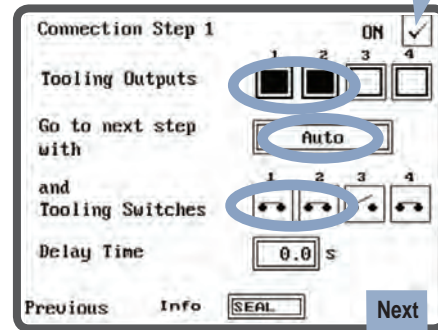 Connection Step 1 ON
1 2 3 4
Tooling Outputs
Go to next step
with Auto
1 2 3 4
and
Tooling Switches
Delay Time 0.0 s
Previous Info SEAL Next